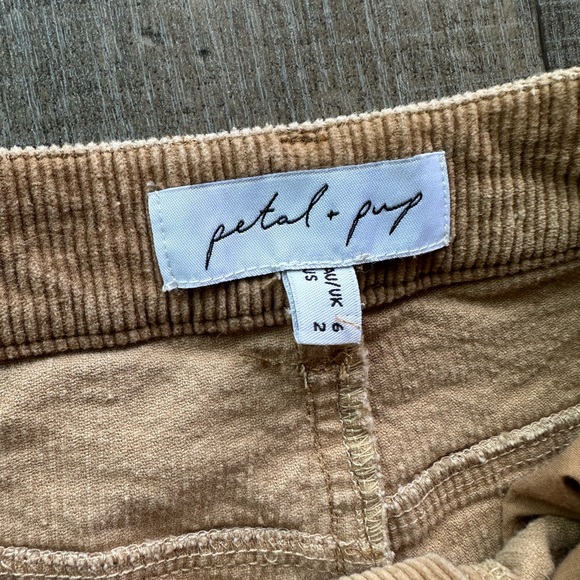 petal + pup
AU/UK 6
US 2